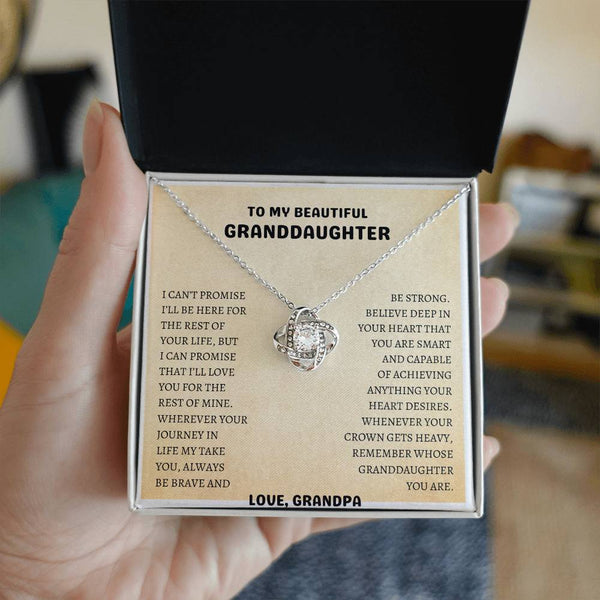 TO MY BEAUTIFUL
GRANDDAUGHTER
I CAN'T PROMISE
I'LL BE HERE FOR
THE REST OF
YOUR LIFE, BUT
I CAN PROMISE
THAT I'LL LOVE
YOU FOR THE
REST OF MINE.
WHEREVER YOUR
JOURNEY IN
LIFE MY TAKE
YOU, ALWAYS
BE BRAVE AND
BE STRONG.
BELIEVE DEEP IN
YOUR HEART THAT
YOU ARE SMART
AND CAPABLE
OF ACHIEVING
ANYTHING YOUR
HEART DESIRES.
WHENEVER YOUR
CROWN GETS HEAVY,
REMEMBER WHOSE
GRANDDAUGHTER
YOU ARE.
LOVE, GRANDPA